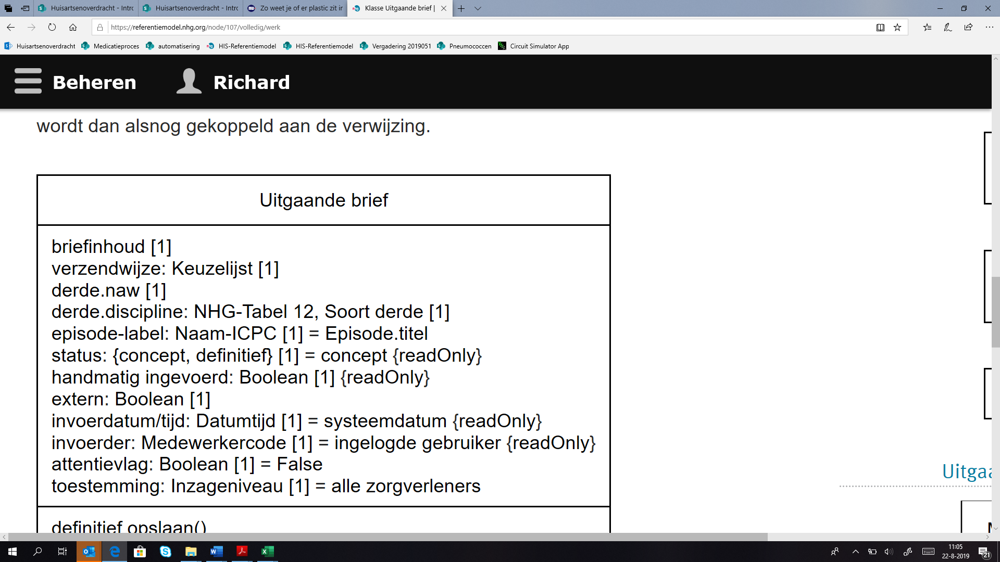 Huisartsenoverdracht - Intro
Huisartsenoverdracht - Intro
Zo weet je of er plastic zit in
Klasse Uitgaande brief |
https://referentiemodel.nhg.org/node/107/volledig/werk
Huisartsenoverdracht
Medicatieproces
automatisering
HIS-Referentiemodel
HIS-Referentiemodel
Vergadering 2019051
Pneumococcen
Circuit Simulator App
Beheren
Richard
wordt dan alsnog gekoppeld aan de verwijzing.
Uitgaande brief
briefinhoud [1]
verzendwijze: Keuzelijst [1]
derde.naw [1]
derde.discipline: NHG-Tabel 12, Soort derde [1]
episode-label: Naam-ICPC [1] = Episode.titel
status: {concept, definitief} [1] = concept {readOnly}
handmatig ingevoerd: Boolean [1] {readOnly}
extern: Boolean [1]
invoerdatum/tijd: Datumtijd [1] = systeemdatum {readOnly}
invoerder: Medewerkercode [1] = ingelogde gebruiker {readOnly}
attentievlag: Boolean [1] = False
toestemming: Inzageniveau [1] = alle zorgverleners
definitief opslaan()
Uitgaa
11:05
22-8-2019
21